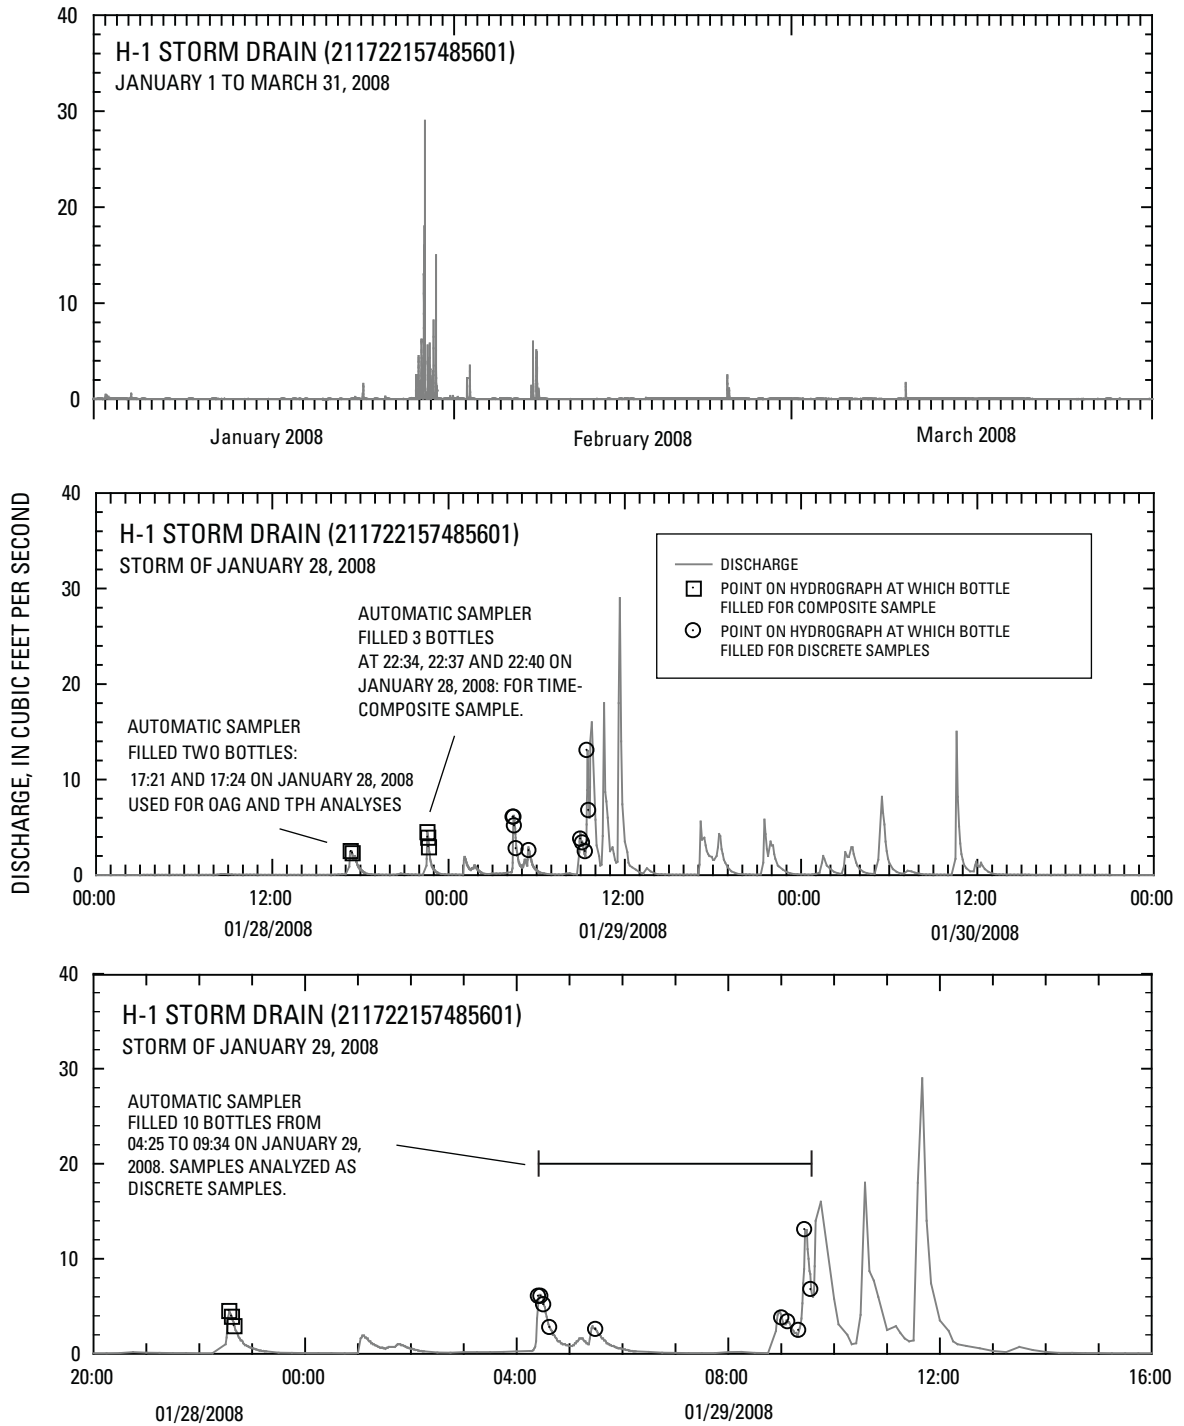 40
30
20
10
0
H-1 STORM DRAIN (211722157485601)
JANUARY 1 TO MARCH 31, 2008
January 2008
February 2008
March 2008
DISCHARGE, IN CUBIC FEET PER SECOND
40
30
20
10
0
H-1 STORM DRAIN (211722157485601)
STORM OF JANUARY 28, 2008
AUTOMATIC SAMPLER
FILLED 3 BOTTLES
AT 22:34, 22:37 AND 22:40 ON
JANUARY 28, 2008: FOR TIME-
COMPOSITE SAMPLE.
AUTOMATIC SAMPLER
FILLED TWO BOTTLES:
17:21 AND 17:24 ON JANUARY 28, 2008
USED FOR OAG AND TPH ANALYSES
DISCHARGE
POINT ON HYDROGRAPH AT WHICH BOTTLE
FILLED FOR COMPOSITE SAMPLE
POINT ON HYDROGRAPH AT WHICH BOTTLE
FILLED FOR DISCRETE SAMPLES
00:00
12:00
00:00
12:00
00:00
12:00
00:00
01/28/2008
01/29/2008
01/30/2008
40
30
20
10
0
H-1 STORM DRAIN (211722157485601)
STORM OF JANUARY 29, 2008
AUTOMATIC SAMPLER
FILLED 10 BOTTLES FROM
04:25 TO 09:34 ON JANUARY 29,
2008. SAMPLES ANALYZED AS
DISCRETE SAMPLES.
20:00
00:00
04:00
08:00
12:00
16:00
01/28/2008
01/29/2008